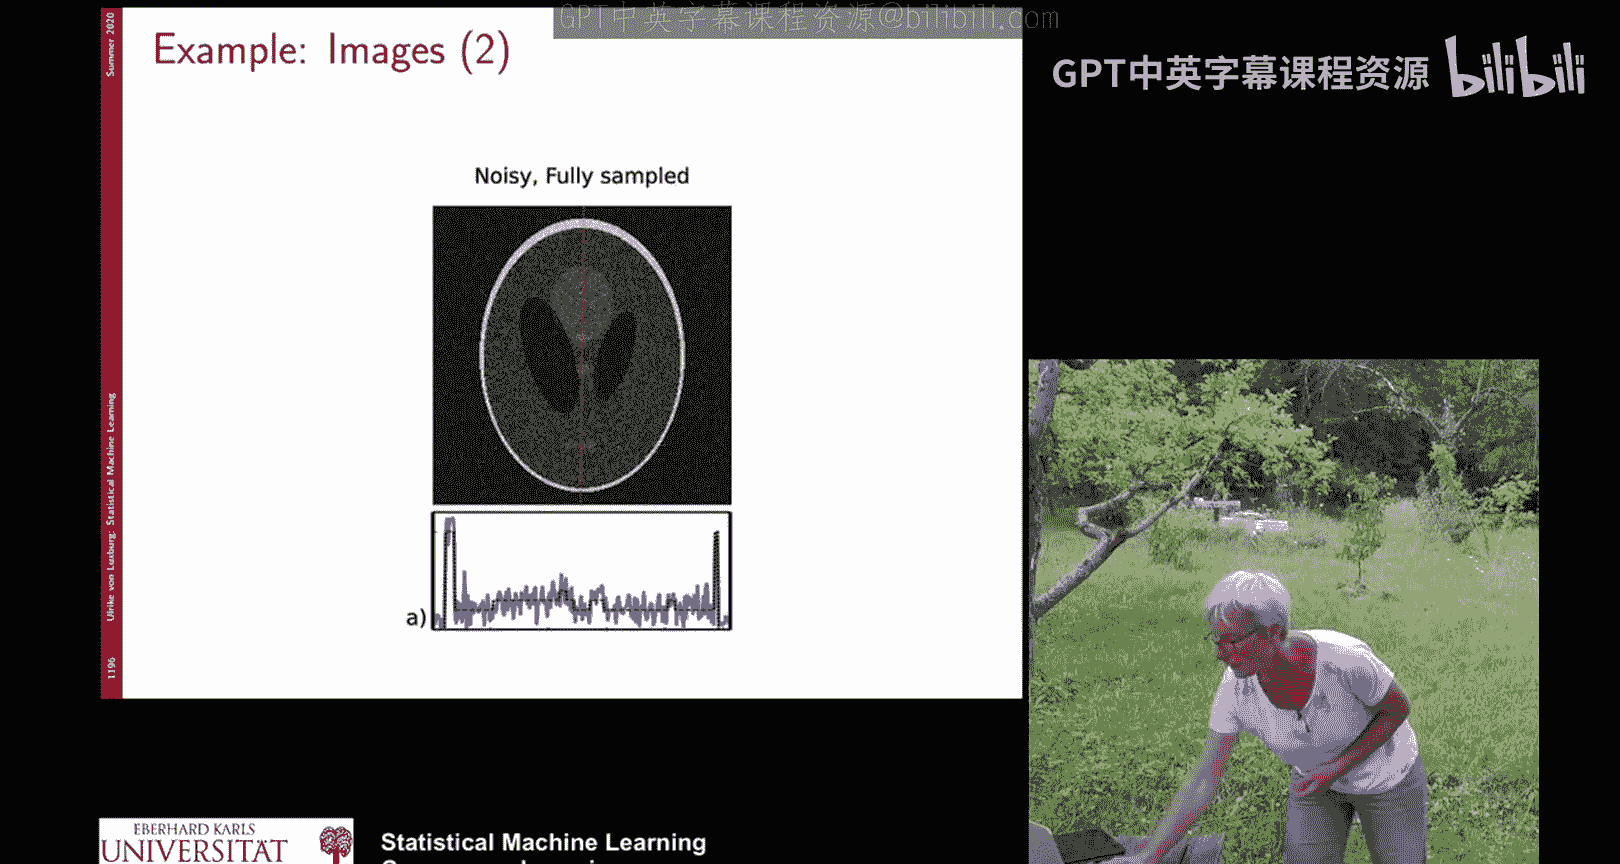 GPT中英字幕课程资源@bilibili.com
Example: Images (2)
GPT中英字幕课程资源 bilibili
Summer 2020
Noisy, Fully sampled
Ulrike von Luxburg: Statistical Machine Learning
a)
1196
EBERHARD KARLS
UNIVERSITÄT
Statistical Machine Learning